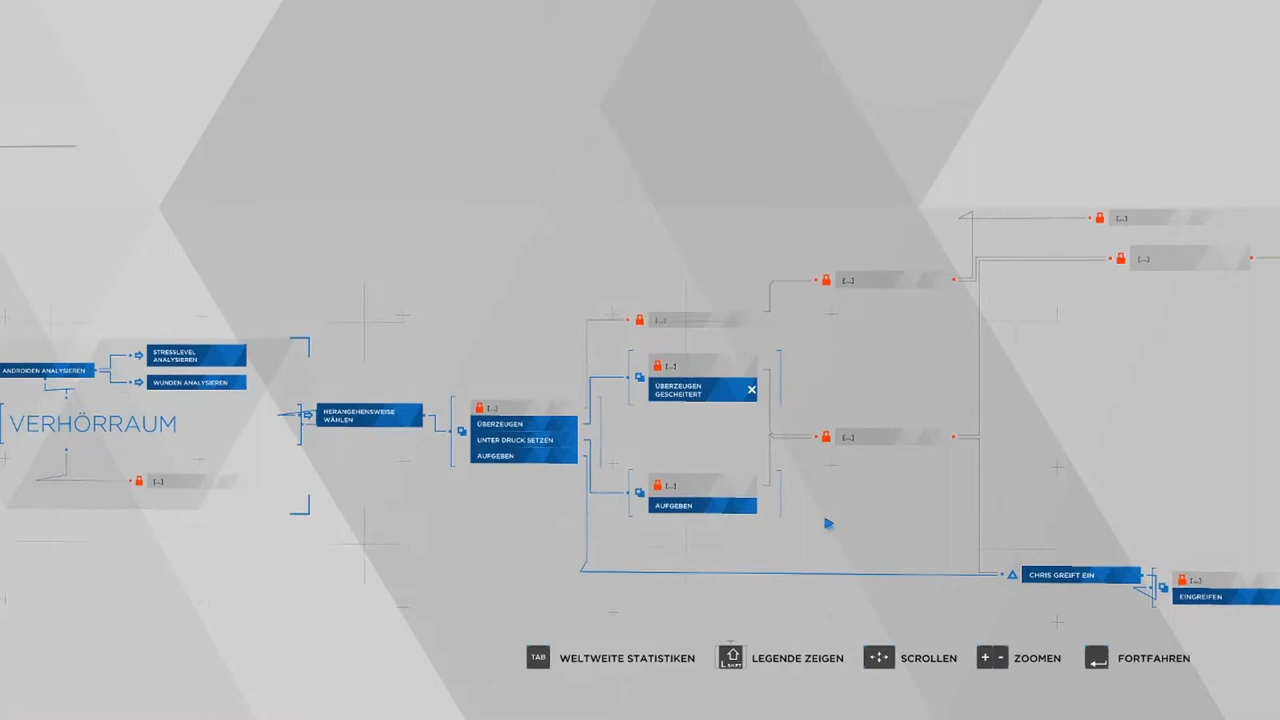 [...]
[...]
[...]
[...]
STRESSLEVEL
ANALYSIEREN
ANDROIDEN ANALYSIEREN
WUNDEN ANALYSIEREN
[...]
ÜBERZEUGEN
GESCHEITERT
VERHÖRRAUM
HERANGEHENSWEISE
WÄHLEN
[...]
ÜBERZEUGEN
UNTER DRUCK SETZEN
AUFGEBEN
[...]
[...]
[...]
AUFGEBEN
CHRIS GREIFT EIN
[...]
EINGREIFEN
TAB WELTWEITE STATISTIKEN
L SHIFT LEGENDE ZEIGEN
SCROLLEN
+ - ZOOMEN
FORTFAHREN